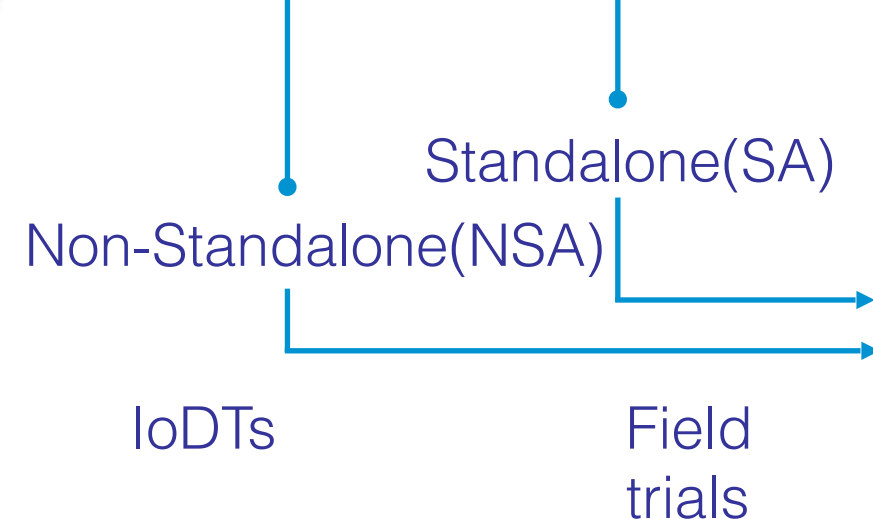 Standalone(SA)
Non-Standalone(NSA)
IoDTs
Field
trials